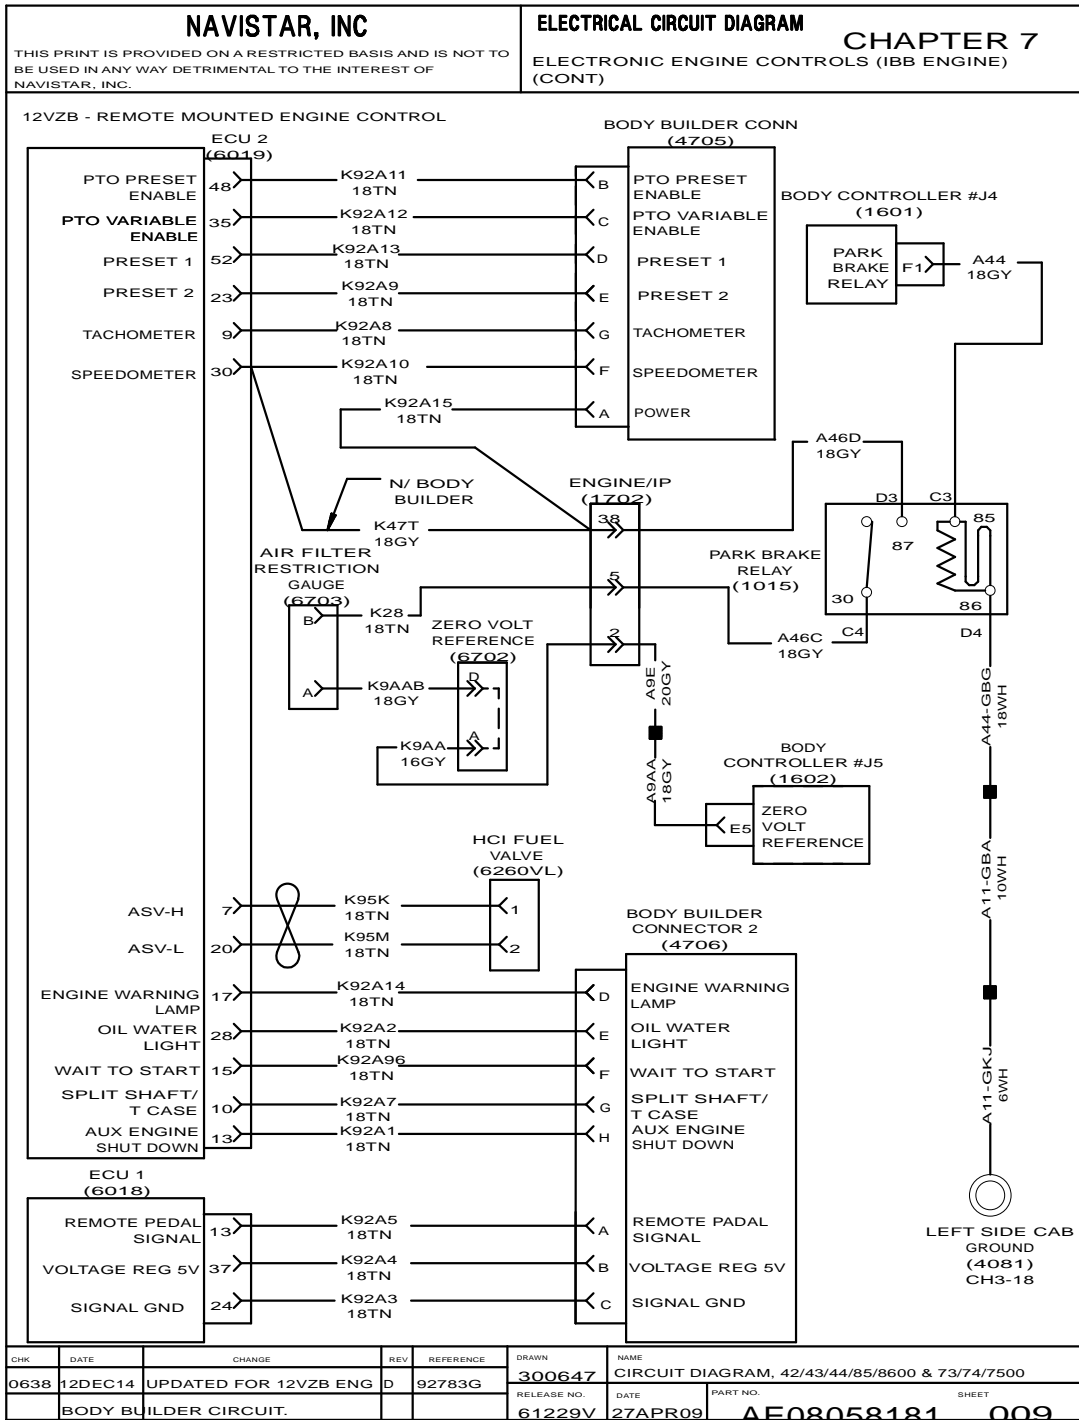 NAVISTAR, INC
THIS PRINT IS PROVIDED ON A RESTRICTED BASIS AND IS NOT TO
BE USED IN ANY WAY DETRIMENTAL TO THE INTEREST OF
NAVISTAR, INC.
ELECTRICAL CIRCUIT DIAGRAM
CHAPTER 7
ELECTRONIC ENGINE CONTROLS (IBB ENGINE)
(CONT)
12VZB - REMOTE MOUNTED ENGINE CONTROL
ECU 2
(6019)
PTO PRESET
ENABLE
48
PTO VARIABLE
ENABLE
35
PRESET 1
52
PRESET 2
23
TACHOMETER
9
SPEEDOMETER
30
K92A11
18TN
K92A12
18TN
K92A13
18TN
K92A9
18TN
K92A8
18TN
K92A10
18TN
K92A15
18TN
BODY BUILDER CONN
(4705)
B
PTO PRESET
ENABLE
C
PTO VARIABLE
ENABLE
D
PRESET 1
E
PRESET 2
G
TACHOMETER
F
SPEEDOMETER
A
POWER
BODY CONTROLLER #J4
(1601)
PARK
BRAKE
RELAY
F1
A44
18GY
N/ BODY
BUILDER
K47T
18GY
ENGINE/IP
(1702)
38
5
2
A46D
18GY
D3
C3
85
87
30
86
C4
D4
PARK BRAKE
RELAY
(1015)
A46C
18GY
AIR FILTER
RESTRICTION
GAUGE
(6703)
B
A
K28
18TN
K9AAB
18GY
ZERO VOLT
REFERENCE
(6702)
D
A
K9AA
16GY
A9E
20GY
A9AA
18GY
BODY
CONTROLLER #J5
(1602)
E5
ZERO
VOLT
REFERENCE
A44-GBG
18WH
A11-GBA
10WH
A11-GKJ
6WH
LEFT SIDE CAB
GROUND
(4081)
CH3-18
HCI FUEL
VALVE
(6260VL)
1
2
ASV-H
7
ASV-L
20
K95K
18TN
K95M
18TN
ENGINE WARNING
LAMP
17
OIL WATER
LIGHT
28
WAIT TO START
15
SPLIT SHAFT/
T CASE
10
AUX ENGINE
SHUT DOWN
13
K92A14
18TN
K92A2
18TN
K92A96
18TN
K92A7
18TN
K92A1
18TN
BODY BUILDER
CONNECTOR 2
(4706)
D
ENGINE WARNING
LAMP
E
OIL WATER
LIGHT
F
WAIT TO START
G
SPLIT SHAFT/
T CASE
H
AUX ENGINE
SHUT DOWN
ECU 1
(6018)
REMOTE PEDAL
SIGNAL
13
VOLTAGE REG 5V
37
SIGNAL GND
24
K92A5
18TN
K92A4
18TN
K92A3
18TN
A
REMOTE PADAL
SIGNAL
B
VOLTAGE REG 5V
C
SIGNAL GND
CHK DATE CHANGE REV REFERENCE
0638 12DEC14 UPDATED FOR 12VZB ENG D 92783G
BODY BUILDER CIRCUIT.
DRAWN
300647
NAME
CIRCUIT DIAGRAM, 42/43/44/85/8600 & 73/74/7500
RELEASE NO.
61229V
DATE
27APR09
PART NO.
AE08058181
SHEET
009